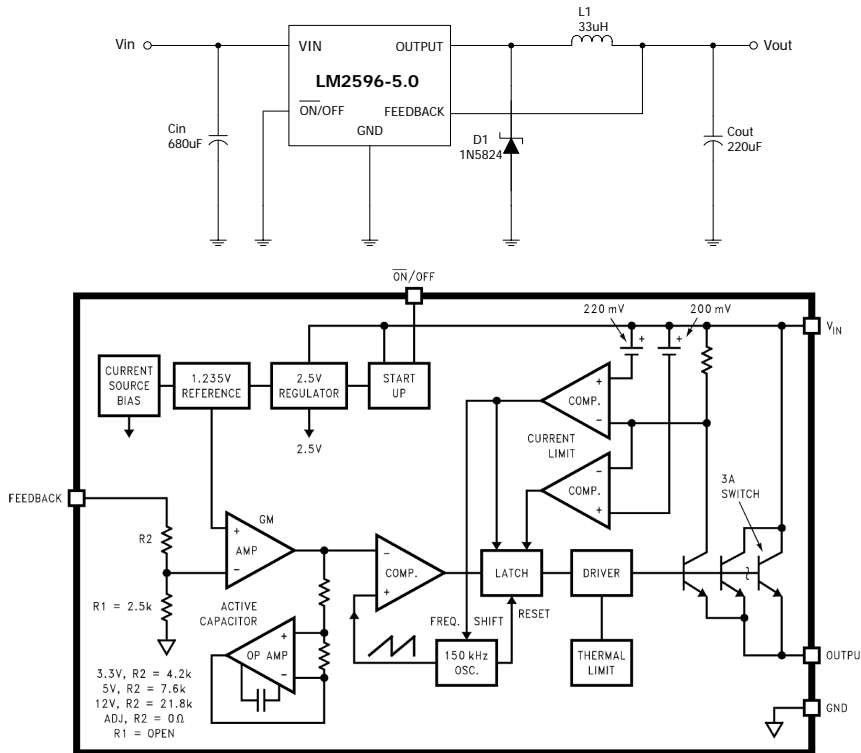 L1
33uH
Vin
VIN
OUTPUT
Vout
LM2596-5.0
ON/OFF
FEEDBACK
GND
Cin
680uF
D1
1N5824
Cout
220uF
ON/OFF
220 mV
200 mV
VIN
CURRENT
SOURCE
BIAS
1.235V
REFERENCE
2.5V
REGULATOR
START
UP
+
+
+
COMP.
−
2.5V
CURRENT
LIMIT
−
COMP.
+
3A
SWITCH
FEEDBACK
GM
R2
+
AMP
−
−
COMP.
+
LATCH
DRIVER
R1 = 2.5k
ACTIVE
CAPACITOR
FREQ. SHIFT
RESET
+
OP AMP
−
150 kHz
OSC.
THERMAL
LIMIT
OUTPU
3.3V, R2 = 4.2k
5V, R2 = 7.6k
12V, R2 = 21.8k
ADJ, R2 = 0Ω
R1 = OPEN
GND